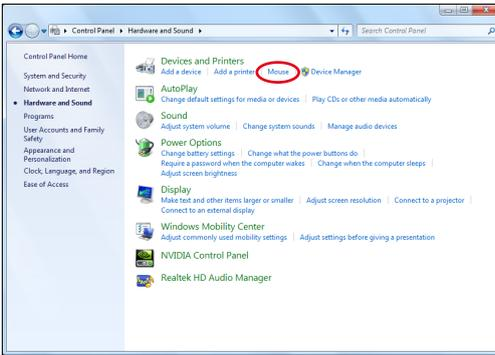 Control Panel ▸ Hardware and Sound ▸
Search Control Panel
Control Panel Home
System and Security
Network and Internet
Hardware and Sound
Programs
User Accounts and Family
Safety
Appearance and
Personalization
Clock, Language, and Region
Ease of Access
Devices and Printers
Add a device | Add a printer | Mouse | Device Manager
AutoPlay
Change default settings for media or devices | Play CDs or other media automatically
Sound
Adjust system volume | Change system sounds | Manage audio devices
Power Options
Change battery settings | Change what the power buttons do |
Require a password when the computer wakes | Change when the computer sleeps |
Adjust screen brightness
Display
Make text and other items larger or smaller | Adjust screen resolution | Connect to a projector |
Connect to an external display
Windows Mobility Center
Adjust commonly used mobility settings | Adjust settings before giving a presentation
NVIDIA Control Panel
Realtek HD Audio Manager